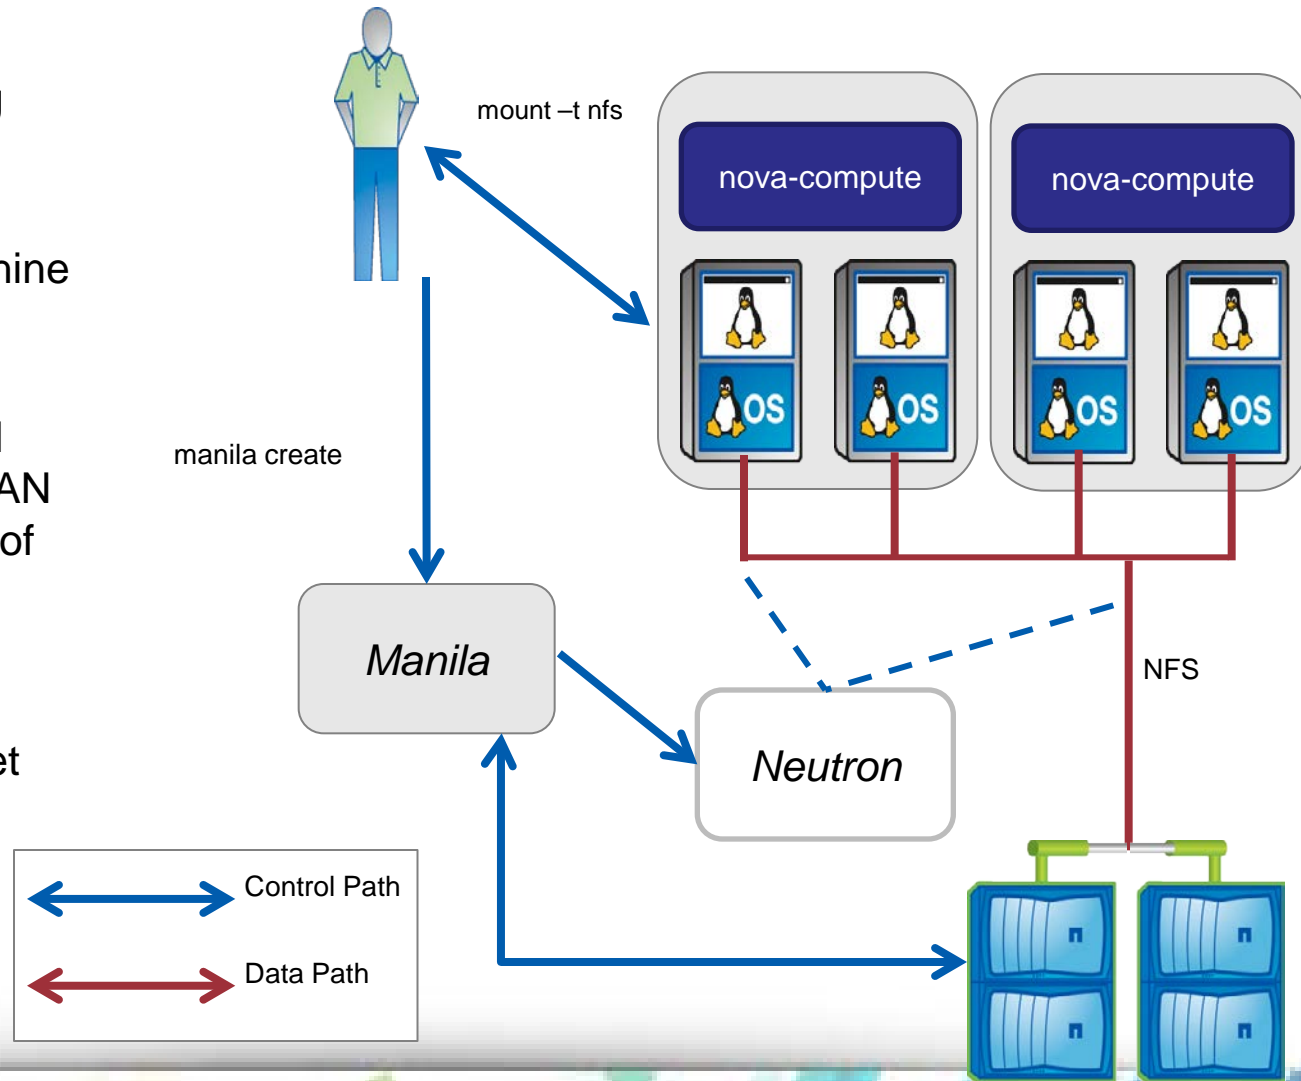 mount –t nfs
nova-compute
nova-compute
OS
OS
OS
OS
manila create
of
Manila
NFS
Neutron
Control Path
Data Path